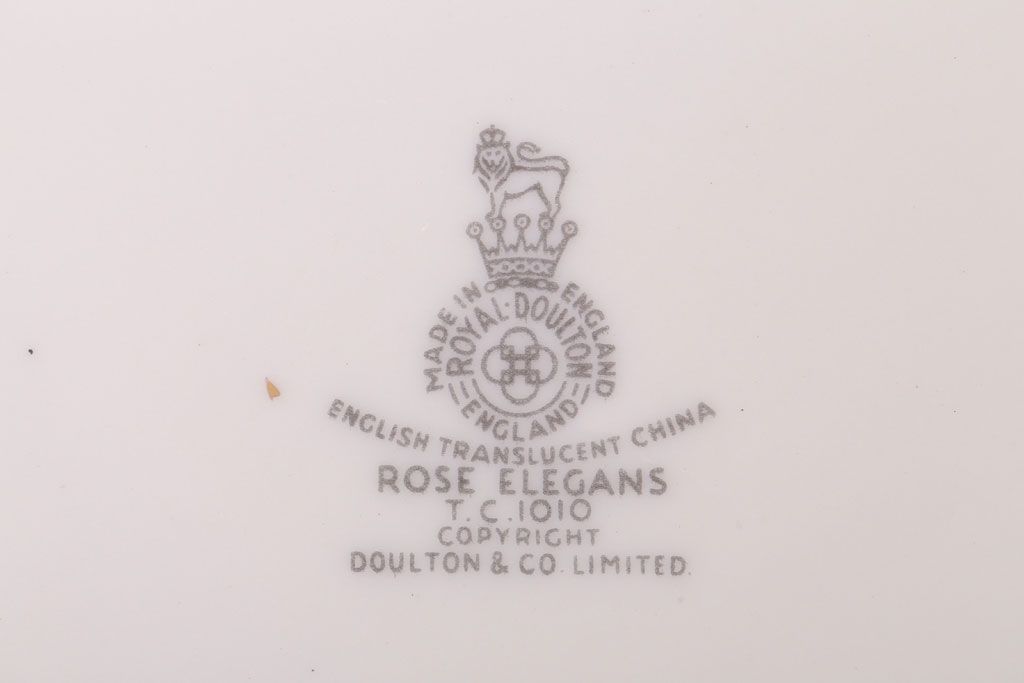 MADE IN ENGLAND
ROYAL·DOULTON
ENGLAND
ENGLISH TRANSLUCENT CHINA
ROSE ELEGANS
T.C.1010
COPYRIGHT
DOULTON & CO. LIMITED.